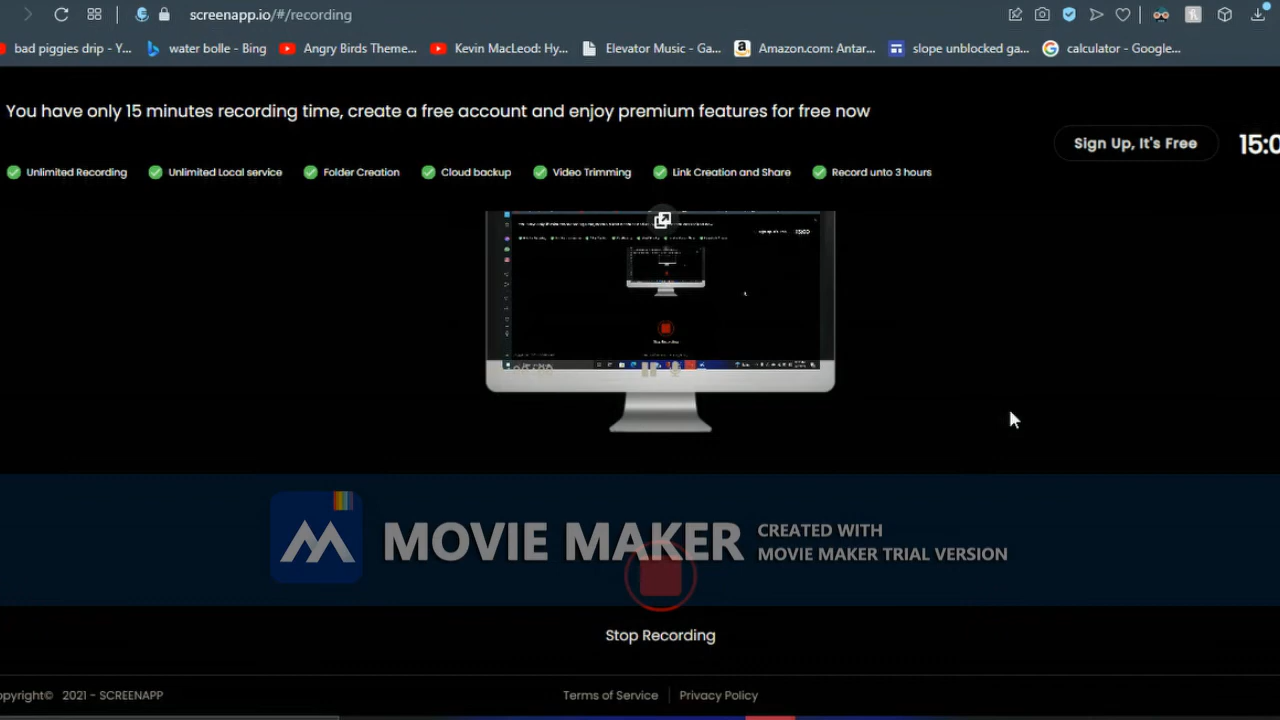 screenapp.io/#/recording
bad piggies drip - Y... water bolle - Bing Angry Birds Theme... Kevin MacLeod: Hy... Elevator Music - Ga... Amazon.com: Antar... slope unblocked ga... calculator - Google...
You have only 15 minutes recording time, create a free account and enjoy premium features for free now
Sign Up, It's Free 15:0
Unlimited Recording Unlimited Local service Folder Creation Cloud backup Video Trimming Link Creation and Share Record unto 3 hours
MOVIE MAKER
CREATED WITH
MOVIE MAKER TRIAL VERSION
Stop Recording
opyright© 2021 - SCREENAPP Terms of Service Privacy Policy